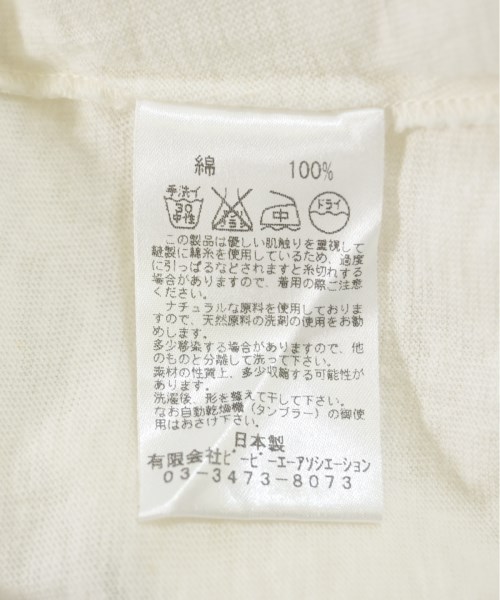 綿 100%
手洗イ
30
中性
エンソサラシ
中
ドライ
この製品は優しい肌触りを重視して
縫製に綿糸を使用しているため、過度
に引っぱるなどされますと糸切れする
場合がありますので、着用の際ご注意
ください。
ナチュラルな原料を使用しておりま
すので、天然原料の洗剤の使用をお勧
めします。
多少移染する場合がありますので、他
のものと分離して洗って下さい。
素材の性質上、多少収縮する可能性が
あります。
洗濯後、形を整えて干して下さい。
なお自動乾燥機（タンブラー）の御使
用はおさけ下さい。
日本製
有限会社ピーピーエーアソシエーション
03-3473-8073